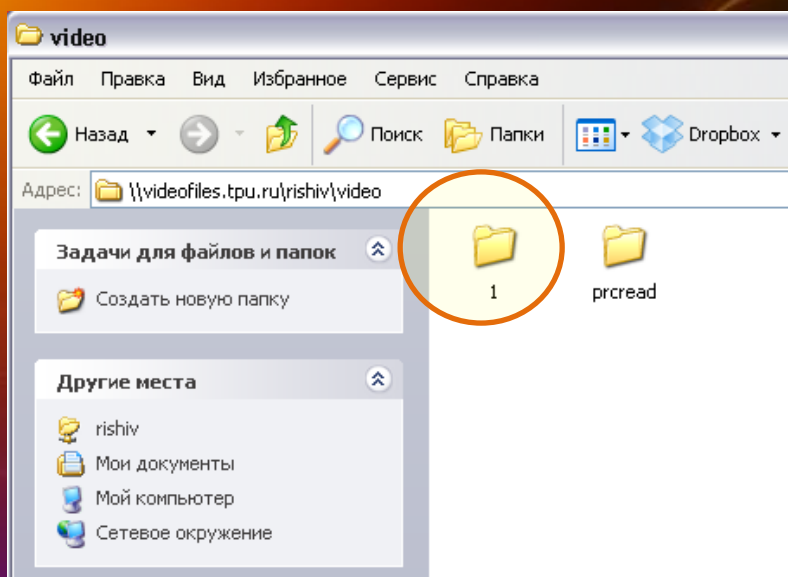 video
Файл Правка Вид Избранное Сервис Справка
Назад Поиск Папки Dropbox
Адрес: \\videofiles.tpu.ru\rishiv\video
Задачи для файлов и папок
Создать новую папку
1 prcread
Другие места
rishiv
Мои документы
Мой компьютер
Сетевое окружение